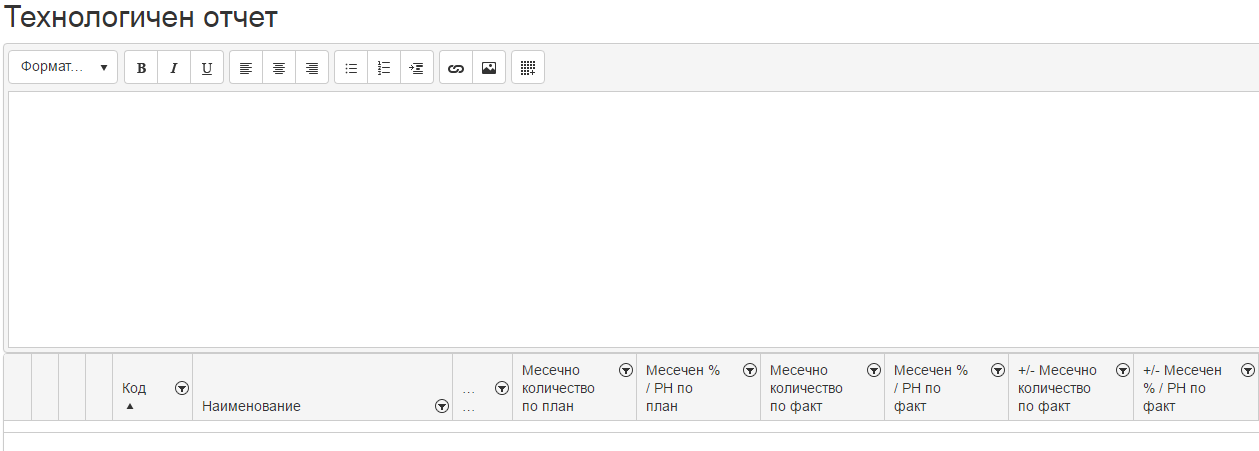 Технологичен отчет
Формат...
B I U
Код
Наименование
...
...
Месечно
количество
по план
Месечен %
/ РН по
план
Месечно
количество
по факт
Месечен %
/ РН по
факт
+/- Месечно
количество
по факт
+/- Месечен
% / РН по
факт